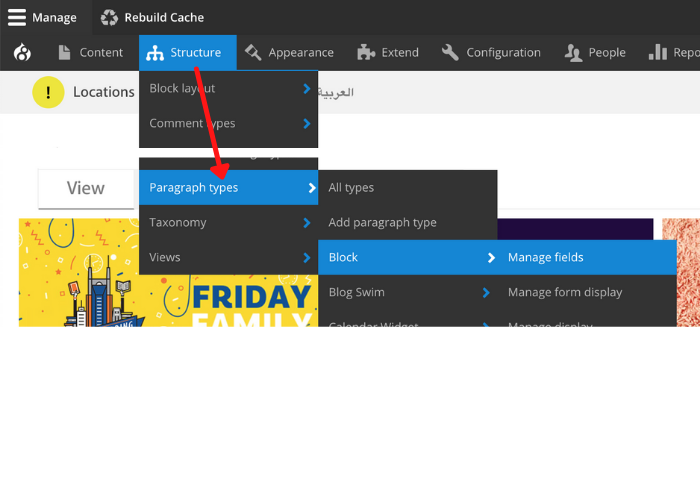 Manage Rebuild Cache
Content Structure Appearance Extend Configuration People Repo
! Locations العربية
Block layout
Comment types
View
Paragraph types All types
Taxonomy Add paragraph type
Views Block Manage fields
Blog Swim Manage form display
Calendar Widget Manage display
FRIDAY
FAMILY